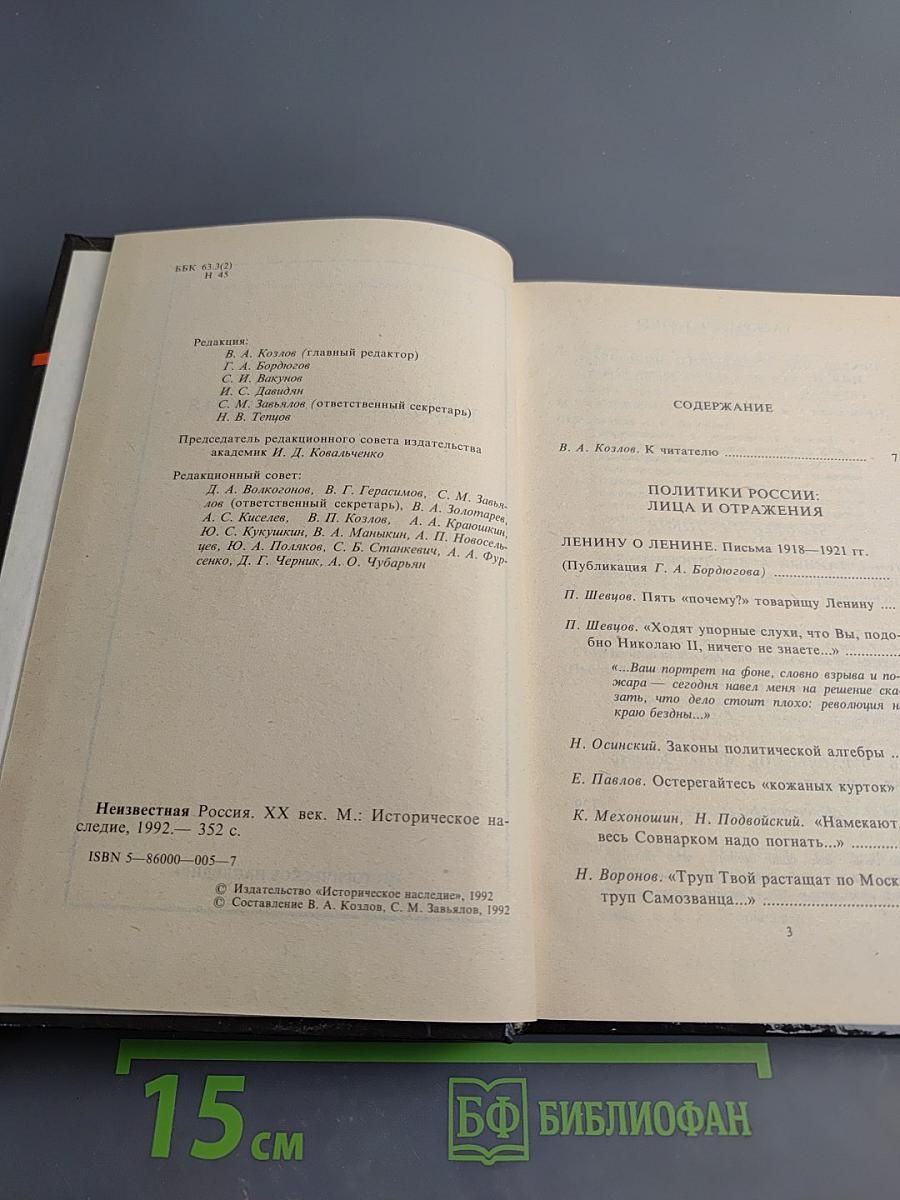 ББК 63.3(2)
Н 45
Редакция:
В. А. Козлов (главный редактор)
Г. А. Бордюгов
С. И. Вакунов
И. С. Давидян
С. М. Завьялов (ответственный секретарь)
Н. В. Тепцов
Председатель редакционного совета издательства
академик И. Д. Ковальченко
Редакционный совет:
Д. А. Волкогонов, В. Г. Герасимов, С. М. Завья-
лов (ответственный секретарь), В. А. Золотарев,
А. С. Киселев, В. П. Козлов, А. А. Краюшкин,
Ю. С. Кукушкин, В. А. Маныкин, А. П. Новосель-
цев, Ю. А. Поляков, С. Б. Станкевич, А. А. Фур-
сенко, Д. Г. Черник, А. О. Чубарьян
Неизвестная Россия. XX век. М.: Историческое на-
следие, 1992.— 352 с.
ISBN 5—86000—005—7
© Издательство «Историческое наследие», 1992
© Составление В. А. Козлов, С. М. Завьялов, 1992
СОДЕРЖАНИЕ
В. А. Козлов. К читателю ........................ 7
ПОЛИТИКИ РОССИИ:
ЛИЦА И ОТРАЖЕНИЯ
ЛЕНИНУ О ЛЕНИНЕ. Письма 1918—1921 гг.
(Публикация Г. А. Бордюгова) ....................
П. Шевцов. Пять «почему?» товарищу Ленину ....
П. Шевцов. «Ходят упорные слухи, что Вы, подо-
бно Николаю II, ничего не знаете...» ............
«...Ваш портрет на фоне, словно взрыва и по-
жара — сегодня навел меня на решение ска-
зать, что дело стоит плохо: революция н
краю бездны...»
Н. Осинский. Законы политической алгебры ...
Е. Павлов. Остерегайтесь «кожаных курток»
К. Мехоношин, Н. Подвойский. «Намекают,
весь Совнарком надо погнать...» ............
Н. Воронов. «Труп Твой растащат по Моск
труп Самозванца...» ........................
3
15 см
БФ БИБЛИОФАН